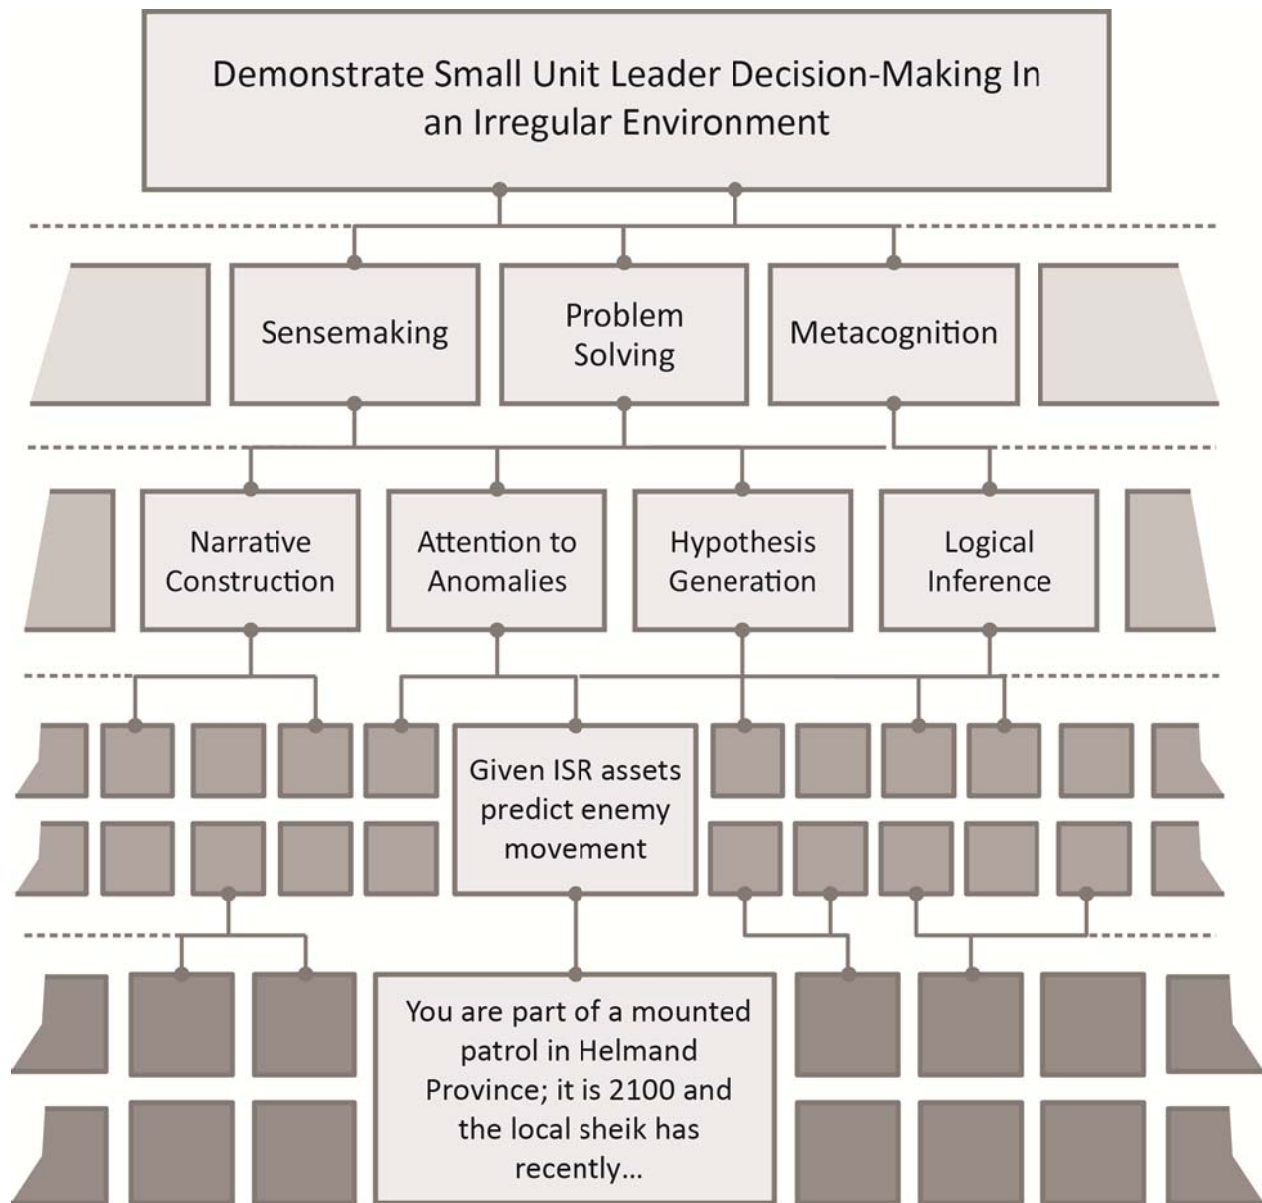 Demonstrate Small Unit Leader Decision-Making In
an Irregular Environment
Sensemaking
Problem
Solving
Metacognition
Narrative
Construction
Attention to
Anomalies
Hypothesis
Generation
Logical
Inference
Given ISR assets
predict enemy
movement
You are part of a mounted
patrol in Helmand
Province; it is 2100 and
the local sheik has
recently...